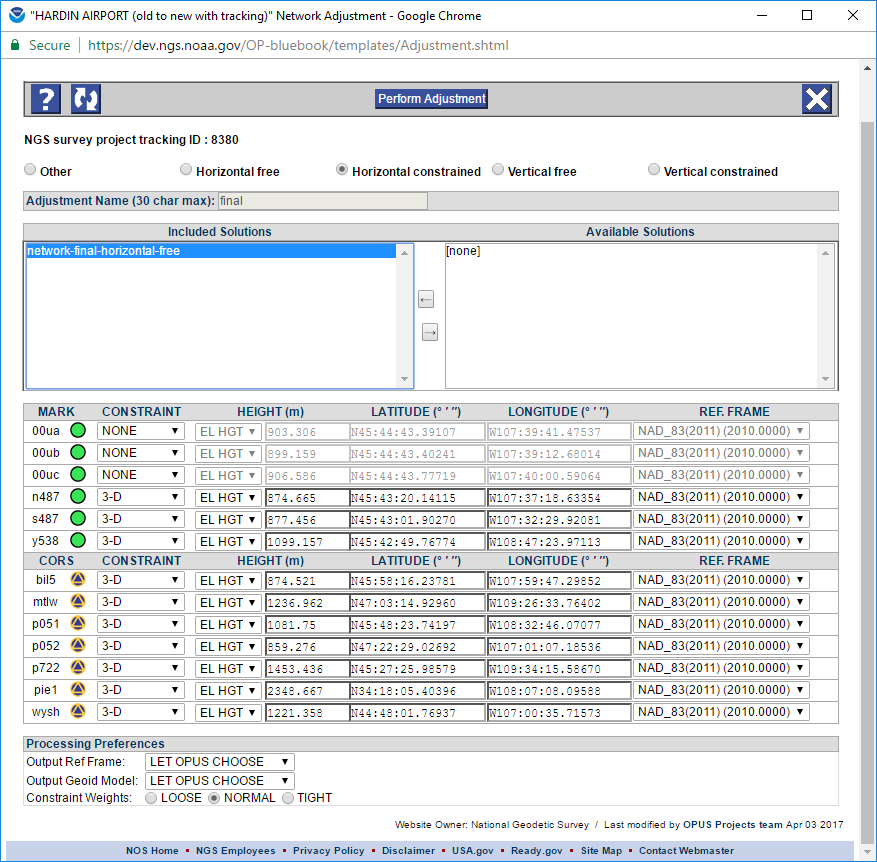 "HARDIN AIRPORT (old to new with tracking)" Network Adjustment - Google Chrome
Secure | https://dev.ngs.noaa.gov/OP-bluebook/templates/Adjustment.shtml
? Perform Adjustment X
NGS survey project tracking ID : 8380
Other Horizontal free Horizontal constrained Vertical free Vertical constrained
Adjustment Name (30 char max): final
Included Solutions Available Solutions
network-final-horizontal-free [none]
←
→
MARK CONSTRAINT HEIGHT (m) LATITUDE (° ′ ″) LONGITUDE (° ′ ″) REF. FRAME
00ua NONE EL HGT 903.306 N45:44:43.39107 W107:39:41.47537 NAD_83(2011) (2010.0000)
00ub NONE EL HGT 899.159 N45:44:43.40241 W107:39:12.68014 NAD_83(2011) (2010.0000)
00uc NONE EL HGT 906.586 N45:44:43.77719 W107:40:00.59064 NAD_83(2011) (2010.0000)
n487 3-D EL HGT 874.665 N45:43:20.14115 W107:37:18.63354 NAD_83(2011) (2010.0000)
s487 3-D EL HGT 877.456 N45:43:01.90270 W107:32:29.92081 NAD_83(2011) (2010.0000)
y538 3-D EL HGT 1099.157 N45:42:49.76774 W108:47:23.97113 NAD_83(2011) (2010.0000)
CORS CONSTRAINT HEIGHT (m) LATITUDE (° ′ ″) LONGITUDE (° ′ ″) REF. FRAME
bil5 3-D EL HGT 874.521 N45:58:16.23781 W107:59:47.29852 NAD_83(2011) (2010.0000)
mtlw 3-D EL HGT 1236.962 N47:03:14.92960 W109:26:33.76402 NAD_83(2011) (2010.0000)
p051 3-D EL HGT 1081.75 N45:48:23.74197 W108:32:46.07077 NAD_83(2011) (2010.0000)
p052 3-D EL HGT 859.276 N47:22:29.02692 W107:01:07.18536 NAD_83(2011) (2010.0000)
p722 3-D EL HGT 1453.436 N45:27:25.98579 W109:34:15.58670 NAD_83(2011) (2010.0000)
pie1 3-D EL HGT 2348.667 N34:18:05.40396 W108:07:08.09588 NAD_83(2011) (2010.0000)
wysh 3-D EL HGT 1221.358 N44:48:01.76937 W107:00:35.71573 NAD_83(2011) (2010.0000)
Processing Preferences
Output Ref Frame: LET OPUS CHOOSE
Output Geoid Model: LET OPUS CHOOSE
Constraint Weights: LOOSE NORMAL TIGHT
Website Owner: National Geodetic Survey / Last modified by OPUS Projects team Apr 03 2017
NOS Home ▪ NGS Employees ▪ Privacy Policy ▪ Disclaimer ▪ USA.gov ▪ Ready.gov ▪ Site Map ▪ Contact Webmaster